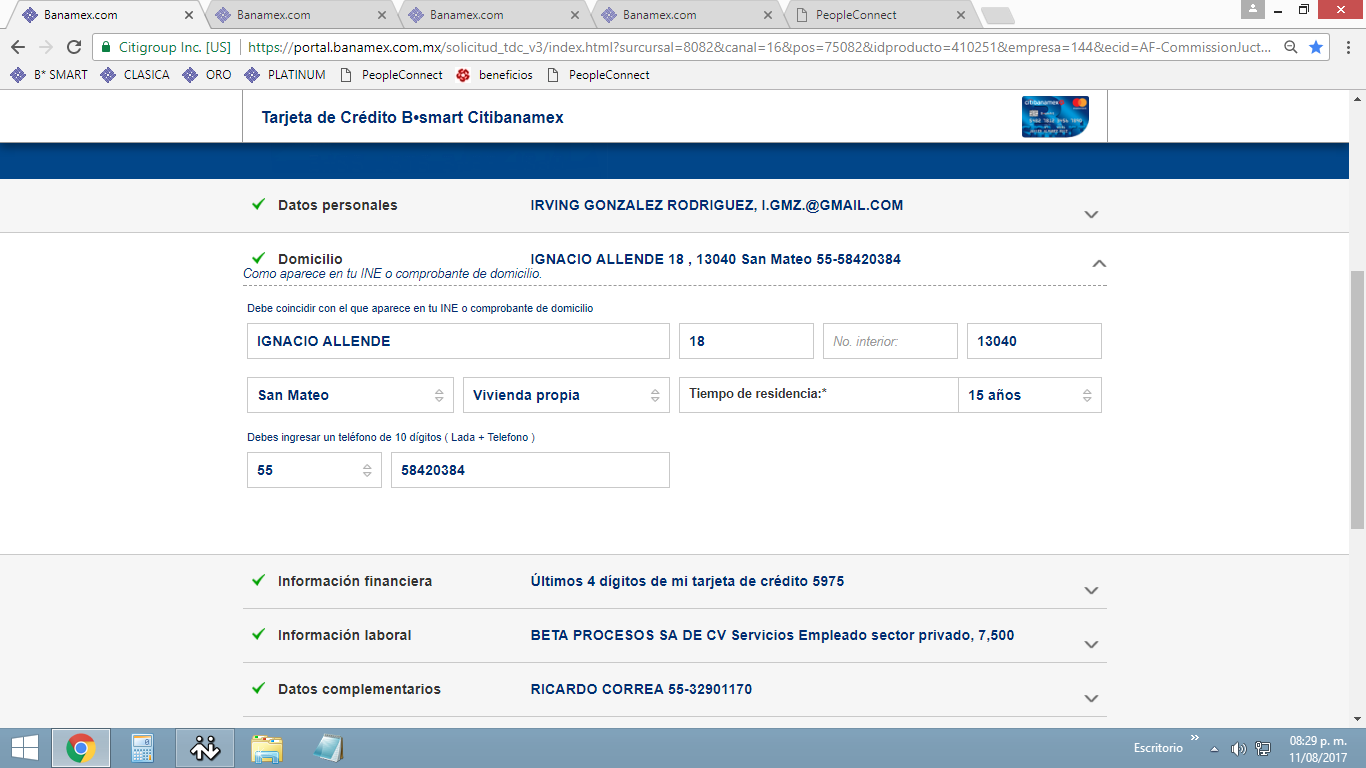 Banamex.com
Banamex.com
Banamex.com
Banamex.com
PeopleConnect
Citigroup Inc. [US]
https://portal.banamex.com.mx/solicitud_tdc_v3/index.html?surcursal=8082&canal=16&pos=75082&idproducto=410251&empresa=144&ecid=AF-CommissionJuct...
B* SMART
CLASICA
ORO
PLATINUM
PeopleConnect
beneficios
PeopleConnect
Tarjeta de Crédito B•smart Citibanamex
citibanamex
Datos personales
IRVING GONZALEZ RODRIGUEZ, I.GMZ.@GMAIL.COM
Domicilio
IGNACIO ALLENDE 18 , 13040 San Mateo 55-58420384
Como aparece en tu INE o comprobante de domicilio.
Debe coincidir con el que aparece en tu INE o comprobante de domicilio
IGNACIO ALLENDE
18
No. interior:
13040
San Mateo
Vivienda propia
Tiempo de residencia:*
15 años
Debes ingresar un teléfono de 10 dígitos ( Lada + Telefono )
55
58420384
Información financiera
Últimos 4 dígitos de mi tarjeta de crédito 5975
Información laboral
BETA PROCESOS SA DE CV Servicios Empleado sector privado, 7,500
Datos complementarios
RICARDO CORREA 55-32901170
Escritorio
08:29 p. m.
11/08/2017